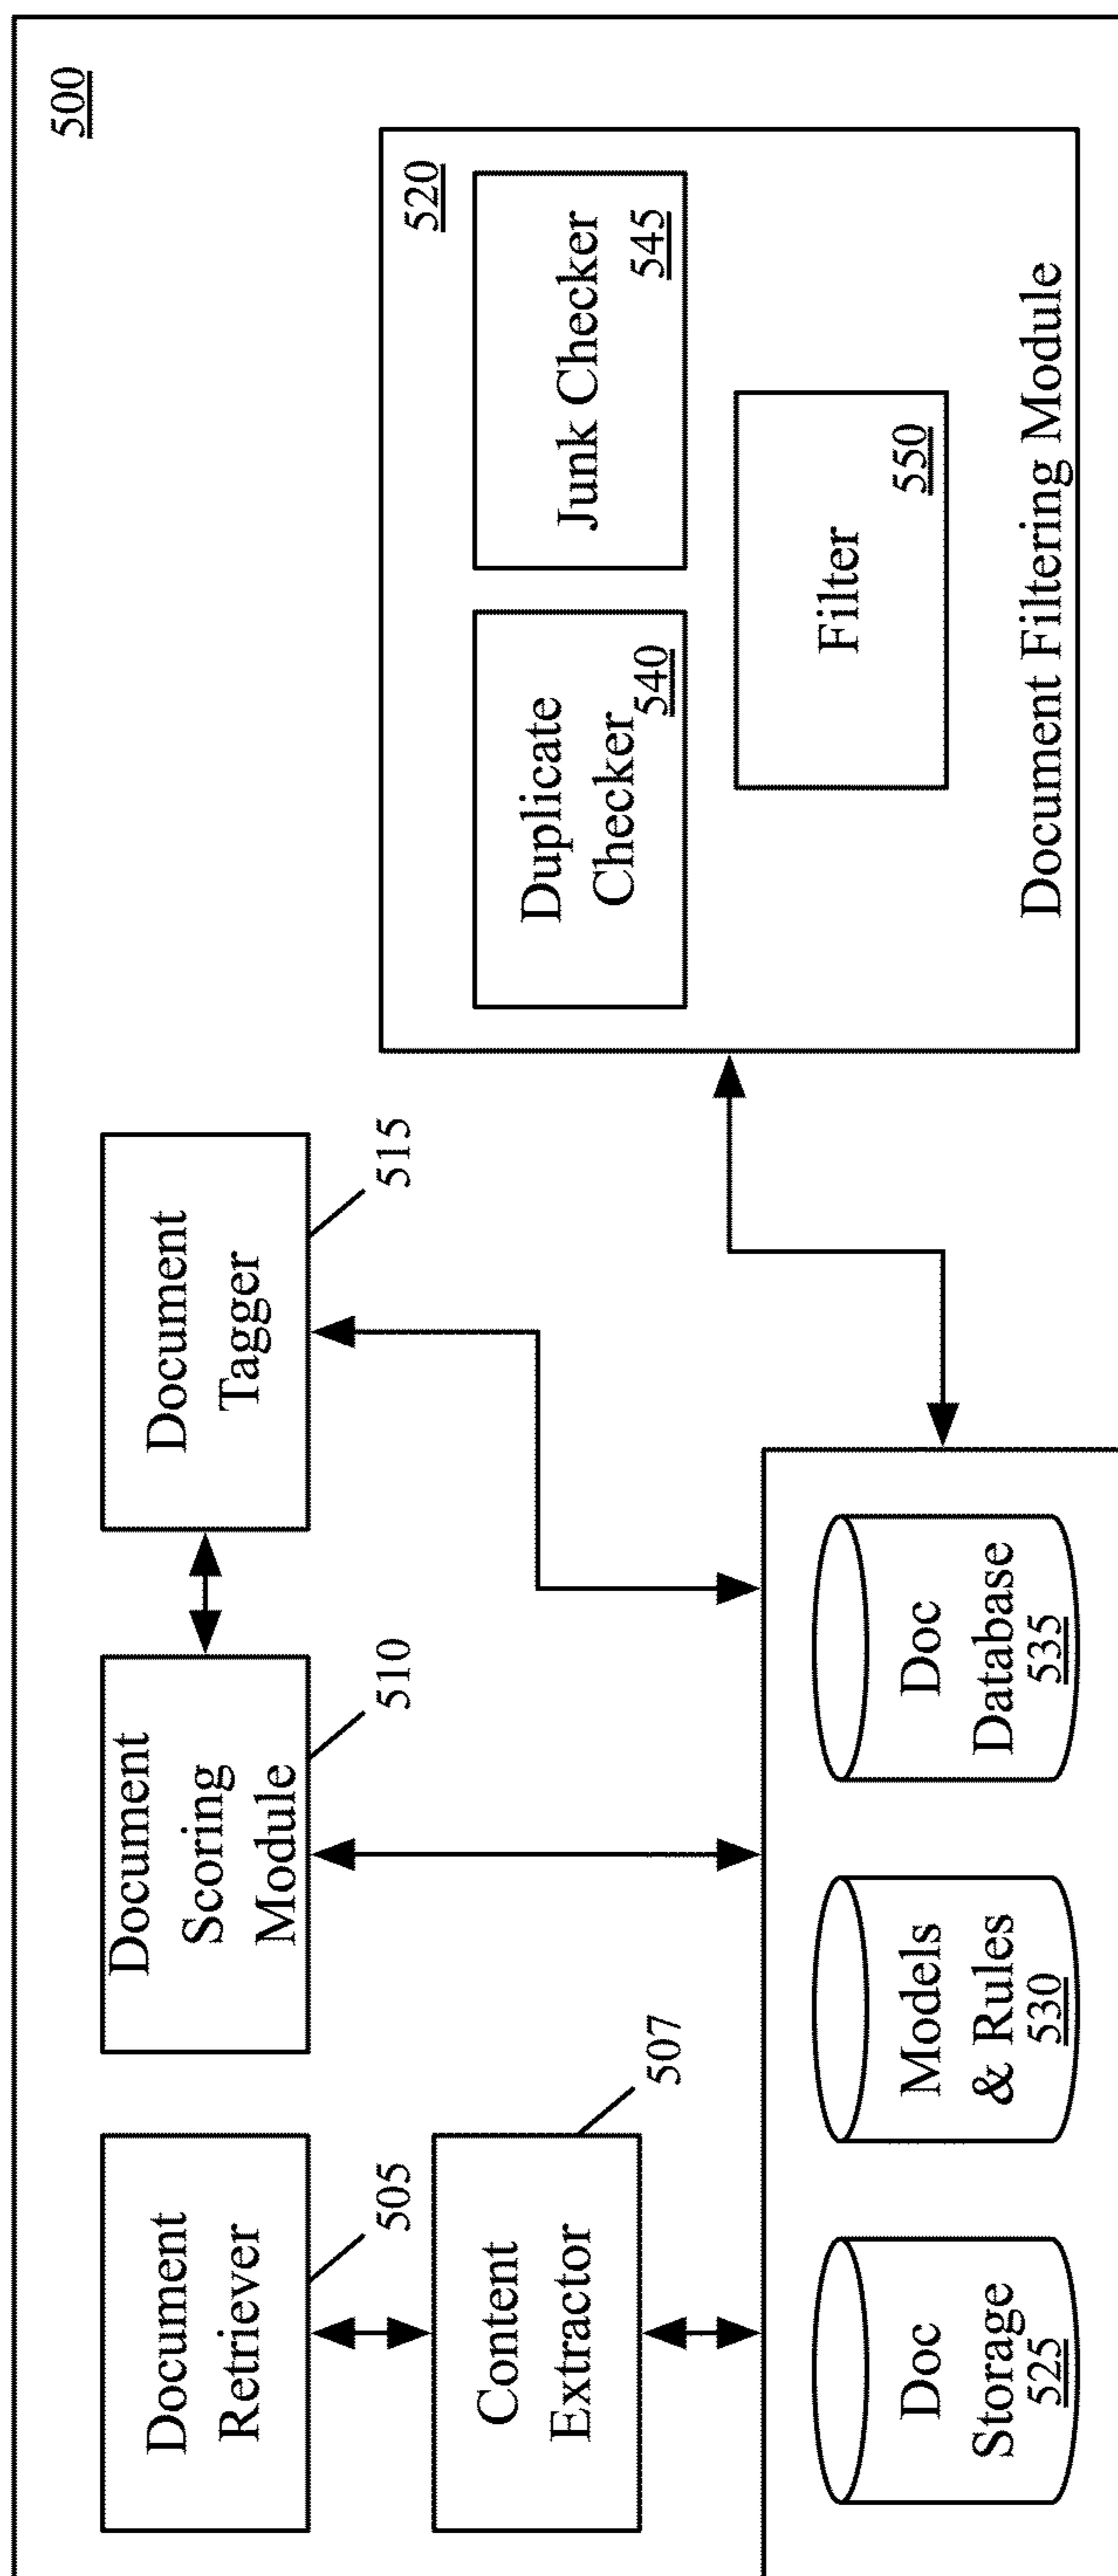 500
Document
Retriever
505
Document
Scoring
Module
510
Document
Tagger
515
Content
Extractor
507
520
Duplicate
Checker
540
Junk Checker
545
Filter
550
Document Filtering Module
Doc
Storage
525
Models
& Rules
530
Doc
Database
535